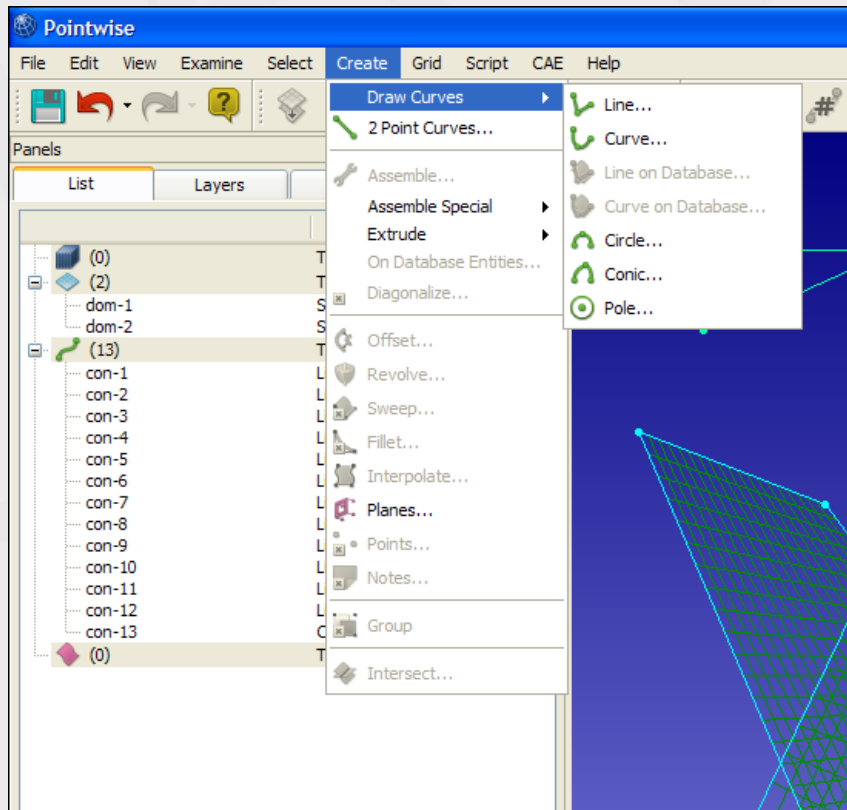 Pointwise
File Edit View Examine Select Create Grid Script CAE Help
Panels
List Layers
(0) T
(2) T
dom-1 S
dom-2 S
(13) T
con-1 L
con-2 L
con-3 L
con-4 L
con-5 L
con-6 L
con-7 L
con-8 L
con-9 L
con-10 L
con-11 L
con-12 L
con-13 C
(0) T
Draw Curves
2 Point Curves...
Assemble...
Assemble Special
Extrude
On Database Entities...
Diagonalize...
Offset...
Revolve...
Sweep...
Fillet...
Interpolate...
Planes...
Points...
Notes...
Group
Intersect...
Line...
Curve...
Line on Database...
Curve on Database...
Circle...
Conic...
Pole...